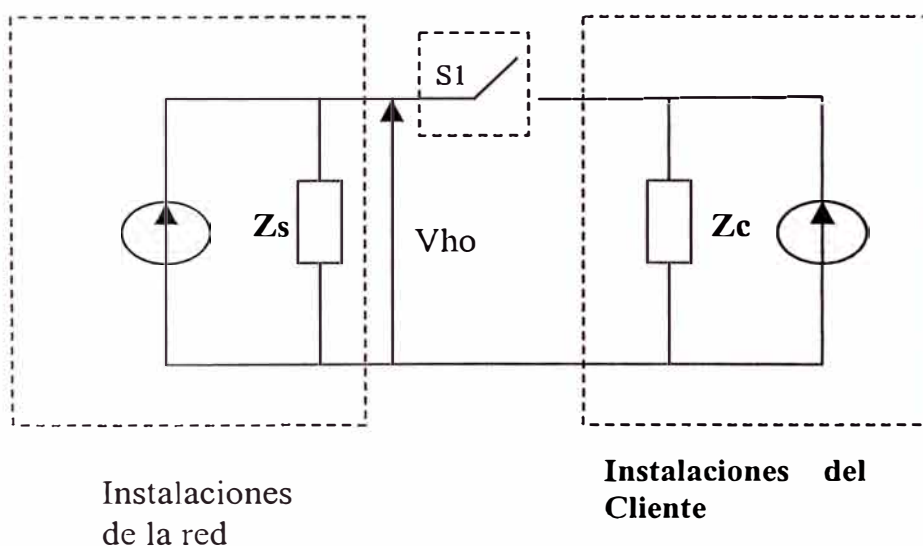 S1
Zs
Vho
Zc
Instalaciones
de la red
Instalaciones del
Cliente